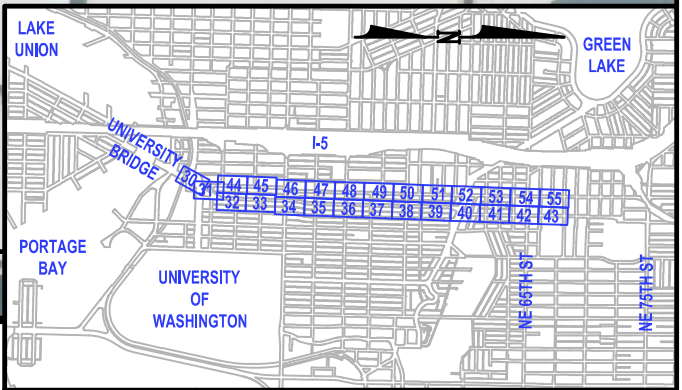 LAKE
UNION
N
GREEN
LAKE
UNIVERSITY
BRIDGE
I-5
30
31
44 45 46 47 48 49 50 51 52 53 54 55
32 33 34 35 36 37 38 39 40 41 42 43
PORTAGE
BAY
UNIVERSITY
OF
WASHINGTON
NE 65TH ST
NE 75TH ST